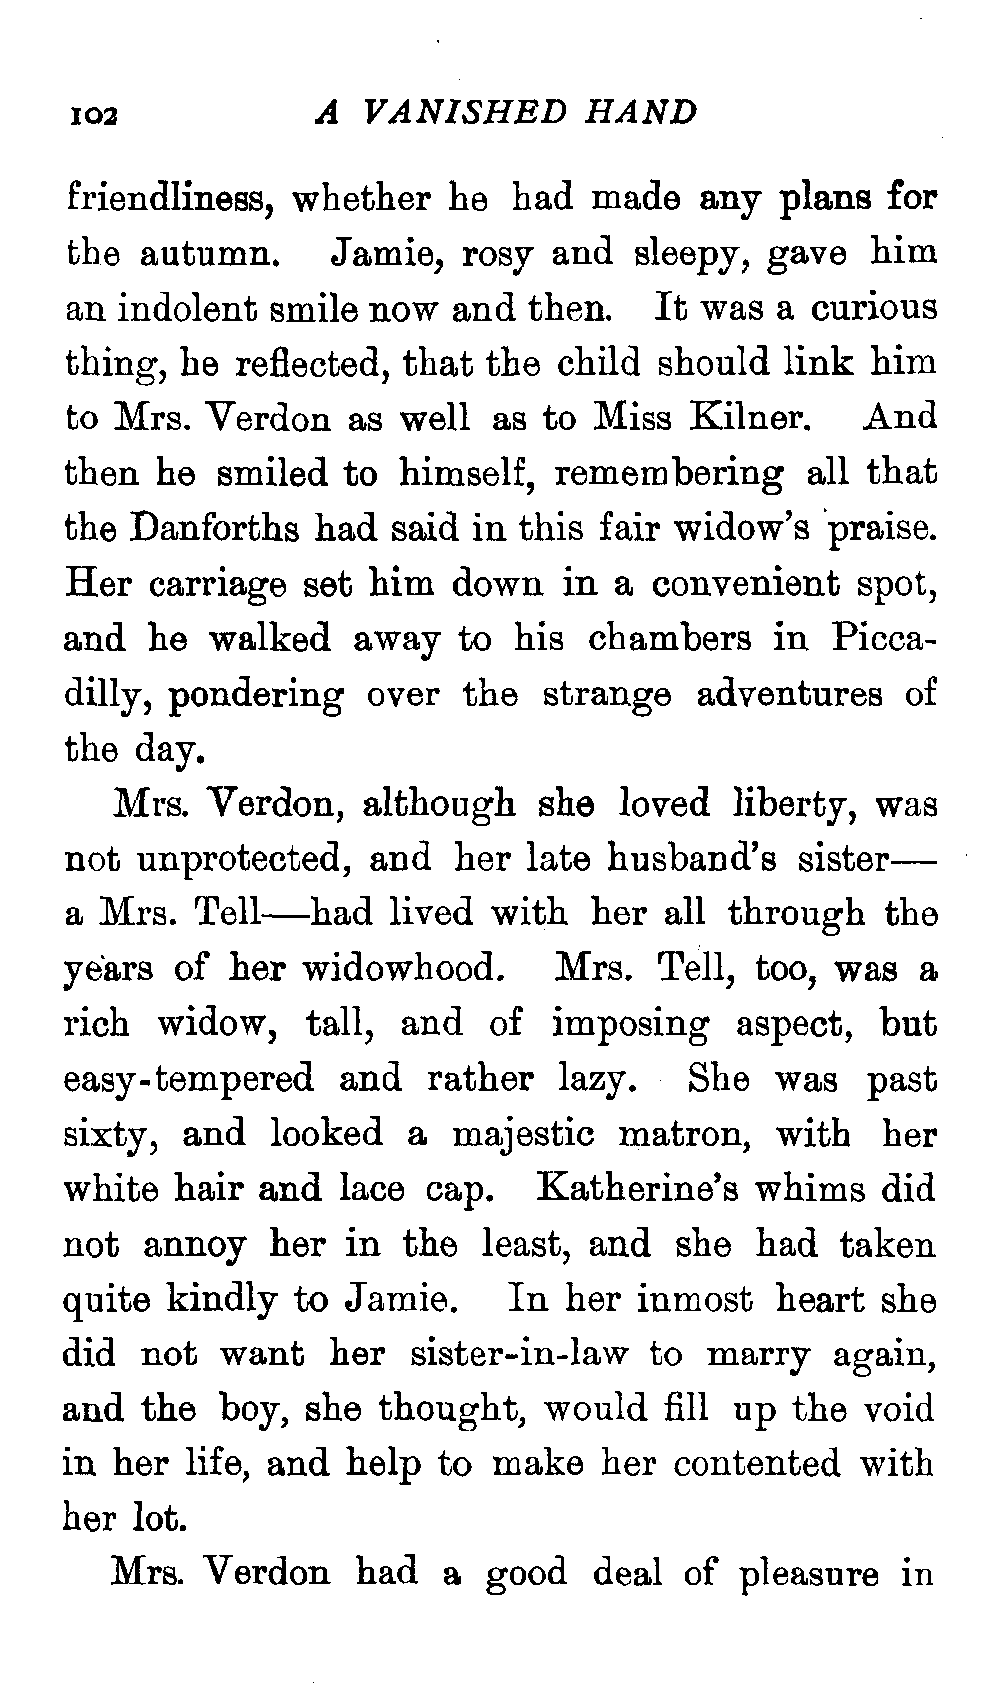 102 A VANISHED HAND
friendliness, whether he had made any plans for
the autumn. Jamie, rosy and sleepy, gave him
an indolent smile now and then. It was a curious
thing, he reflected, that the child should link him
to Mrs. Verdon as well as to Miss Kilner. And
then he smiled to himself, remembering all that
the Danforths had said in this fair widow's praise.
Her carriage set him down in a convenient spot,
and he walked away to his chambers in Picca-
dilly, pondering over the strange adventures of
the day.
Mrs. Verdon, although she loved liberty, was
not unprotected, and her late husband's sister—
a Mrs. Tell—had lived with her all through the
years of her widowhood. Mrs. Tell, too, was a
rich widow, tall, and of imposing aspect, but
easy-tempered and rather lazy. She was past
sixty, and looked a majestic matron, with her
white hair and lace cap. Katherine's whims did
not annoy her in the least, and she had taken
quite kindly to Jamie. In her inmost heart she
did not want her sister-in-law to marry again,
and the boy, she thought, would fill up the void
in her life, and help to make her contented with
her lot.
Mrs. Verdon had a good deal of pleasure in